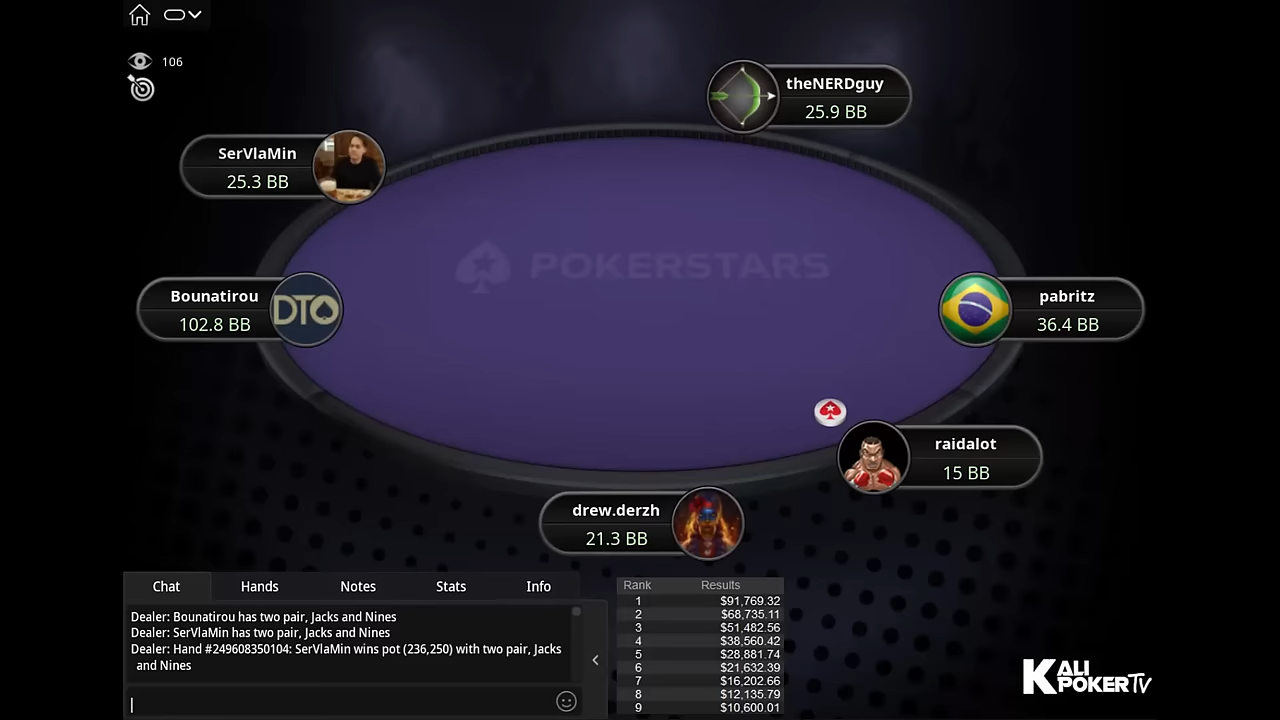 106
theNERDguy
25.9 BB
SerVlaMin
25.3 BB
POKERSTARS
Bounatirou
102.8 BB
DTO
pabritz
36.4 BB
raidalot
15 BB
drew.derzh
21.3 BB
Chat Hands Notes Stats Info
Dealer: Bounatirou has two pair, Jacks and Nines
Dealer: SerVlaMin has two pair, Jacks and Nines
Dealer: Hand #249608350104: SerVlaMin wins pot (236,250) with two pair, Jacks
and Nines
Rank Results
1 $91,769.32
2 $68,735.11
3 $51,482.56
4 $38,560.42
5 $28,881.74
6 $21,632.39
7 $16,202.66
8 $12,135.79
9 $10,600.01
KALI
POKERTV